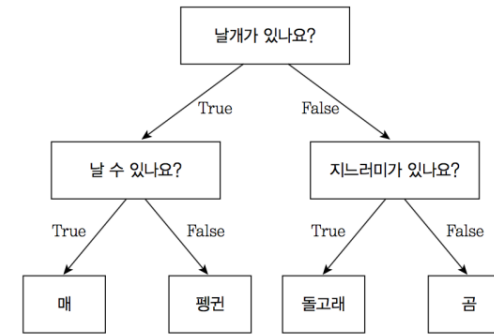 날개가 있나요?
True
False
날 수 있나요?
지느러미가 있나요?
True
False
True
False
매
펭귄
돌고래
곰